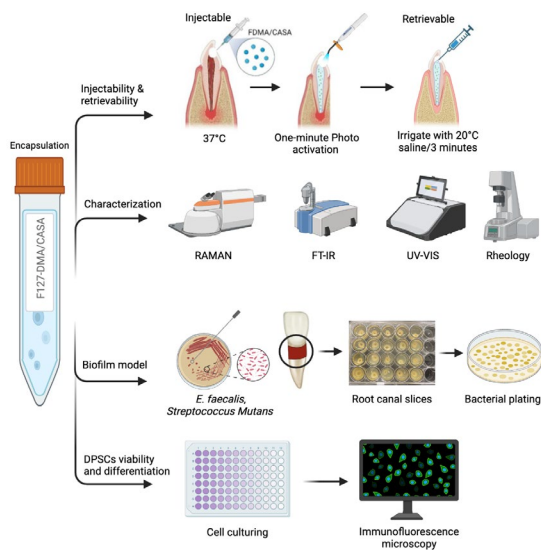 Injectable
Retrievable
FDMA/CASA
Injectability &
retrievability
37°C
One-minute Photo
activation
Irrigate with 20°C
saline/3 minutes
Encapsulation
F127-DMA/CASA
Characterization
RAMAN
FT-IR
UV-VIS
Rheology
Biofilm model
E. faecalis,
Streptococcus Mutans
Root canal slices
Bacterial plating
DPSCs viability
and differentiation
Cell culturing
Immunofluorescence
microscopy